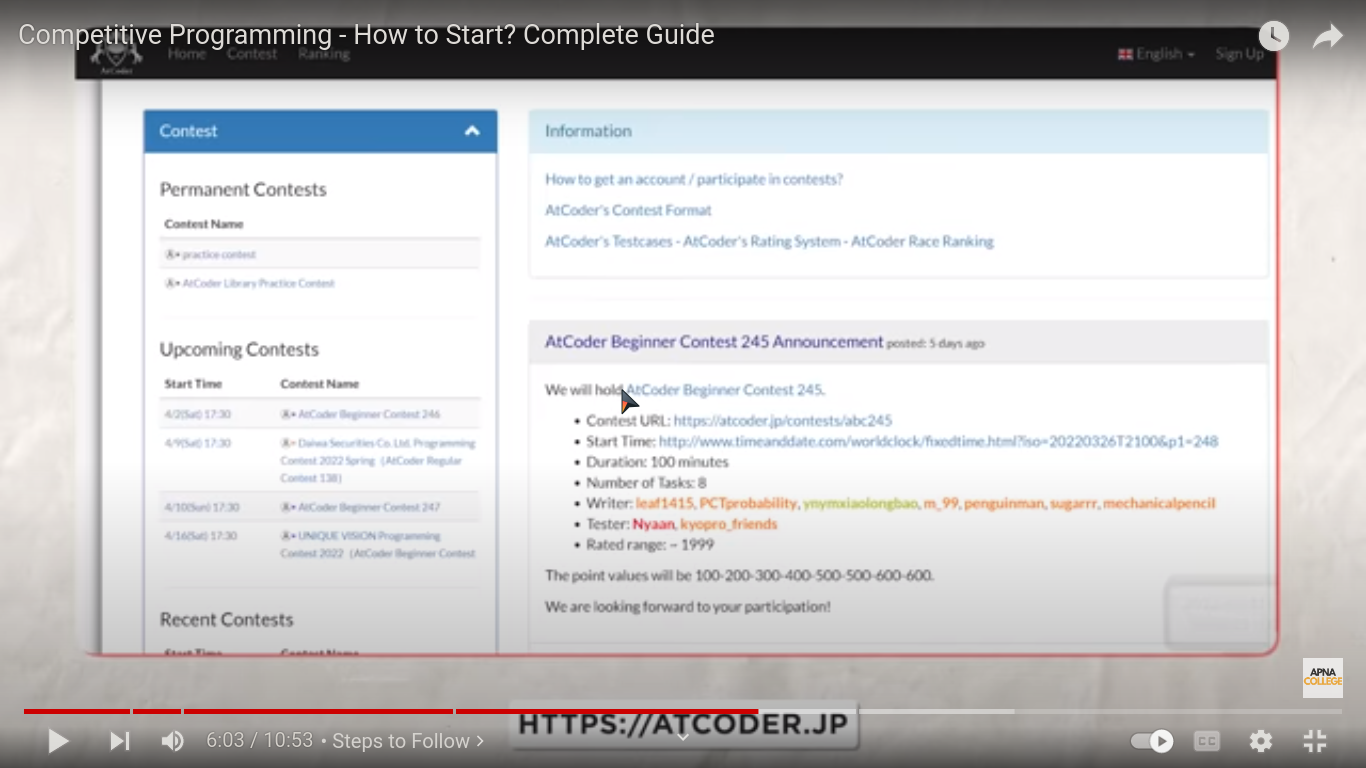 Competitive Programming - How to Start? Complete Guide
AtCoder
Home Contest Ranking
English
Sign Up
Contest
Permanent Contests
Contest Name
practice contest
AtCoder Library Practice Contest
Upcoming Contests
Start Time Contest Name
4/2(Sat) 17:30 AtCoder Beginner Contest 246
4/9(Sat) 17:30 Daiwa Securities Co. Ltd. Programming
Contest 2022 Spring (AtCoder Regular
Contest 138)
4/10(Sun) 17:30 AtCoder Beginner Contest 247
4/16(Sat) 17:30 UNIQUE VISION Programming
Contest 2022 (AtCoder Beginner Contest
Recent Contests
Start Time Contest Name
Information
How to get an account / participate in contests?
AtCoder's Contest Format
AtCoder's Testcases - AtCoder's Rating System - AtCoder Race Ranking
AtCoder Beginner Contest 245 Announcement posted: 5 days ago
We will hold AtCoder Beginner Contest 245.
• Contest URL: https://atcoder.jp/contests/abc245
• Start Time: http://www.timeanddate.com/worldclock/fixedtime.html?iso=20220326T2100&p1=248
• Duration: 100 minutes
• Number of Tasks: 8
• Writer: leaf1415, PCTprobability, ynymxiaolongbao, m_99, penguinman, sugarrr, mechanicalpencil
• Tester: Nyaan, kyopro_friends
• Rated range: ~ 1999
The point values will be 100-200-300-400-500-500-600-600.
We are looking forward to your participation!
APNA
COLLEGE
HTTPS://ATCODER.JP
6:03 / 10:53 • Steps to Follow
CC